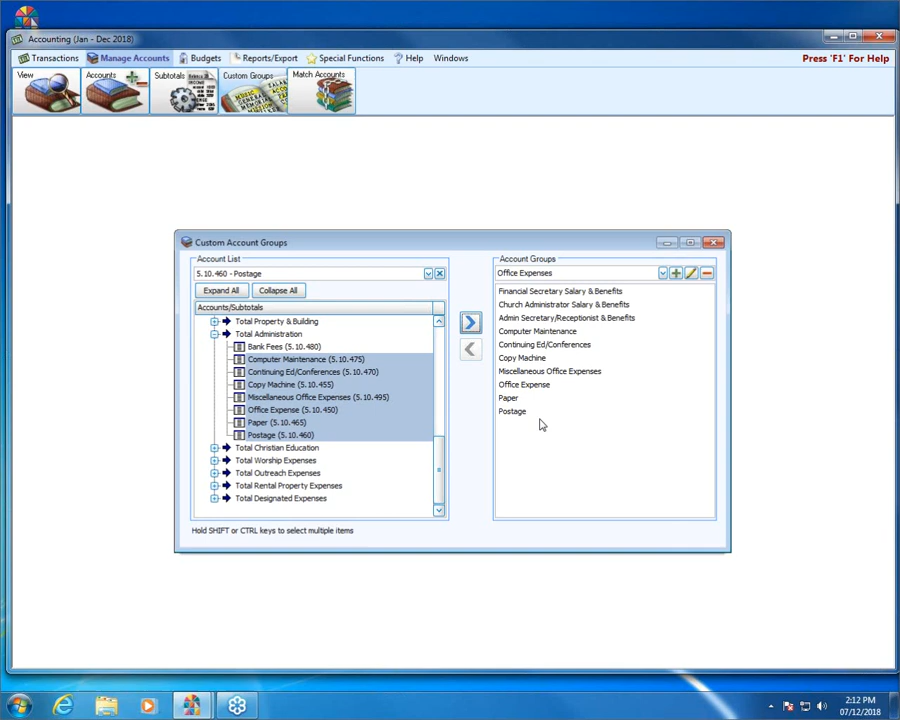 Accounting (Jan - Dec 2018)
Transactions Manage Accounts Budgets Reports/Export Special Functions Help Windows Press 'F1' For Help
View Accounts Subtotals Custom Groups Match Accounts
Custom Account Groups
Account List
5.10.460 - Postage
Expand All Collapse All
Accounts/Subtotals
Total Property & Building
Total Administration
Bank Fees (5.10.480)
Computer Maintenance (5.10.475)
Continuing Ed/Conferences (5.10.470)
Copy Machine (5.10.455)
Miscellaneous Office Expenses (5.10.495)
Office Expense (5.10.450)
Paper (5.10.465)
Postage (5.10.460)
Total Christian Education
Total Worship Expenses
Total Outreach Expenses
Total Rental Property Expenses
Total Designated Expenses
Hold SHIFT or CTRL keys to select multiple items
Account Groups
Office Expenses
Financial Secretary Salary & Benefits
Church Administrator Salary & Benefits
Admin Secretary/Receptionist & Benefits
Computer Maintenance
Continuing Ed/Conferences
Copy Machine
Miscellaneous Office Expenses
Office Expense
Paper
Postage
2:12 PM
07/12/2018